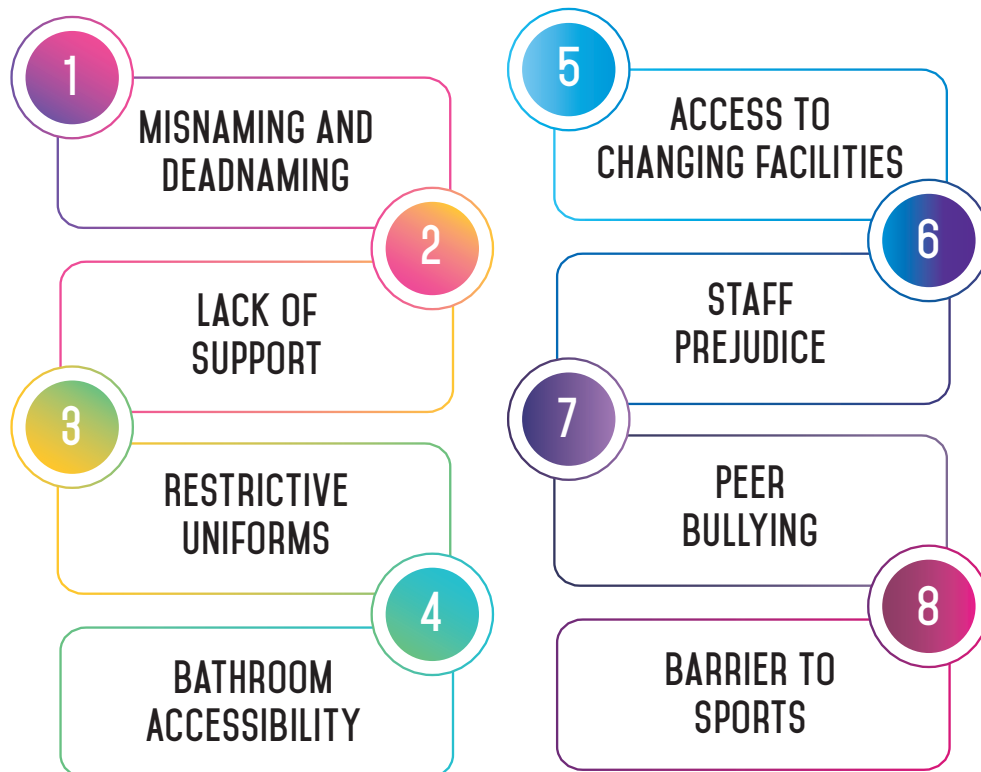 1
MISNAMING AND
DEADNAMING
2
LACK OF
SUPPORT
3
RESTRICTIVE
UNIFORMS
4
BATHROOM
ACCESSIBILITY
5
ACCESS TO
CHANGING FACILITIES
6
STAFF
PREJUDICE
7
PEER
BULLYING
8
BARRIER TO
SPORTS